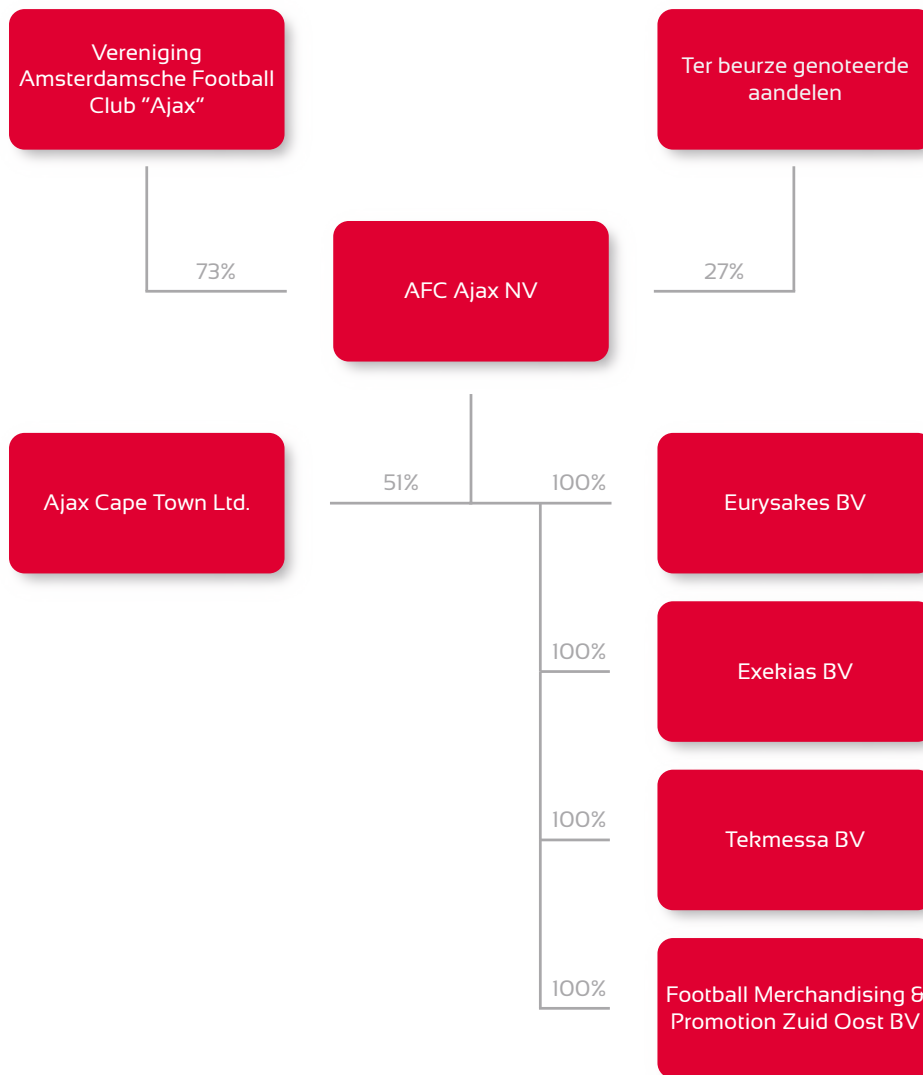 Vereniging
Amsterdamsche Football
Club “Ajax“
Ter beurze genoteerde
aandelen
73%
AFC Ajax NV
27%
Ajax Cape Town Ltd.
51%
100%
Eurysakes BV
100%
Exekias BV
100%
Tekmessa BV
100%
Football Merchandising &
Promotion Zuid Oost BV